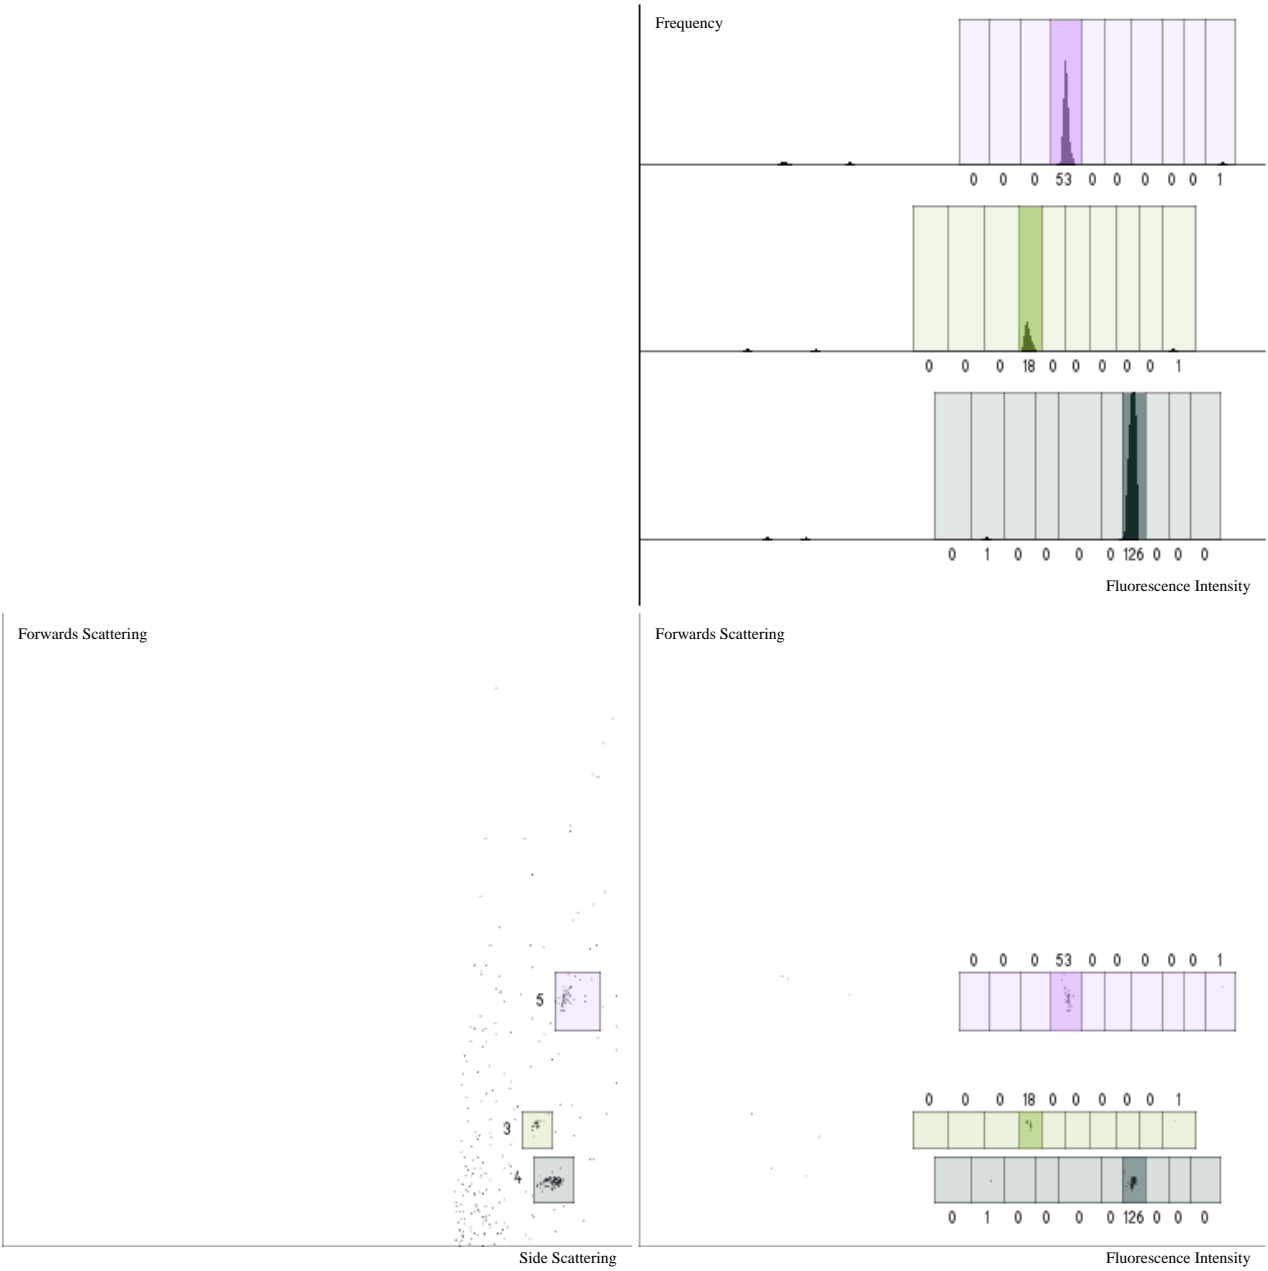 Frequency
0 0 0 53 0 0 0 0 0 1
0 0 0 18 0 0 0 0 0 1
0 1 0 0 0 0 126 0 0 0
Fluorescence Intensity
Forwards Scattering
5
3
4
Side Scattering
Forwards Scattering
0 0 0 53 0 0 0 0 0 1
0 0 0 18 0 0 0 0 0 1
0 1 0 0 0 0 126 0 0 0
Fluorescence Intensity